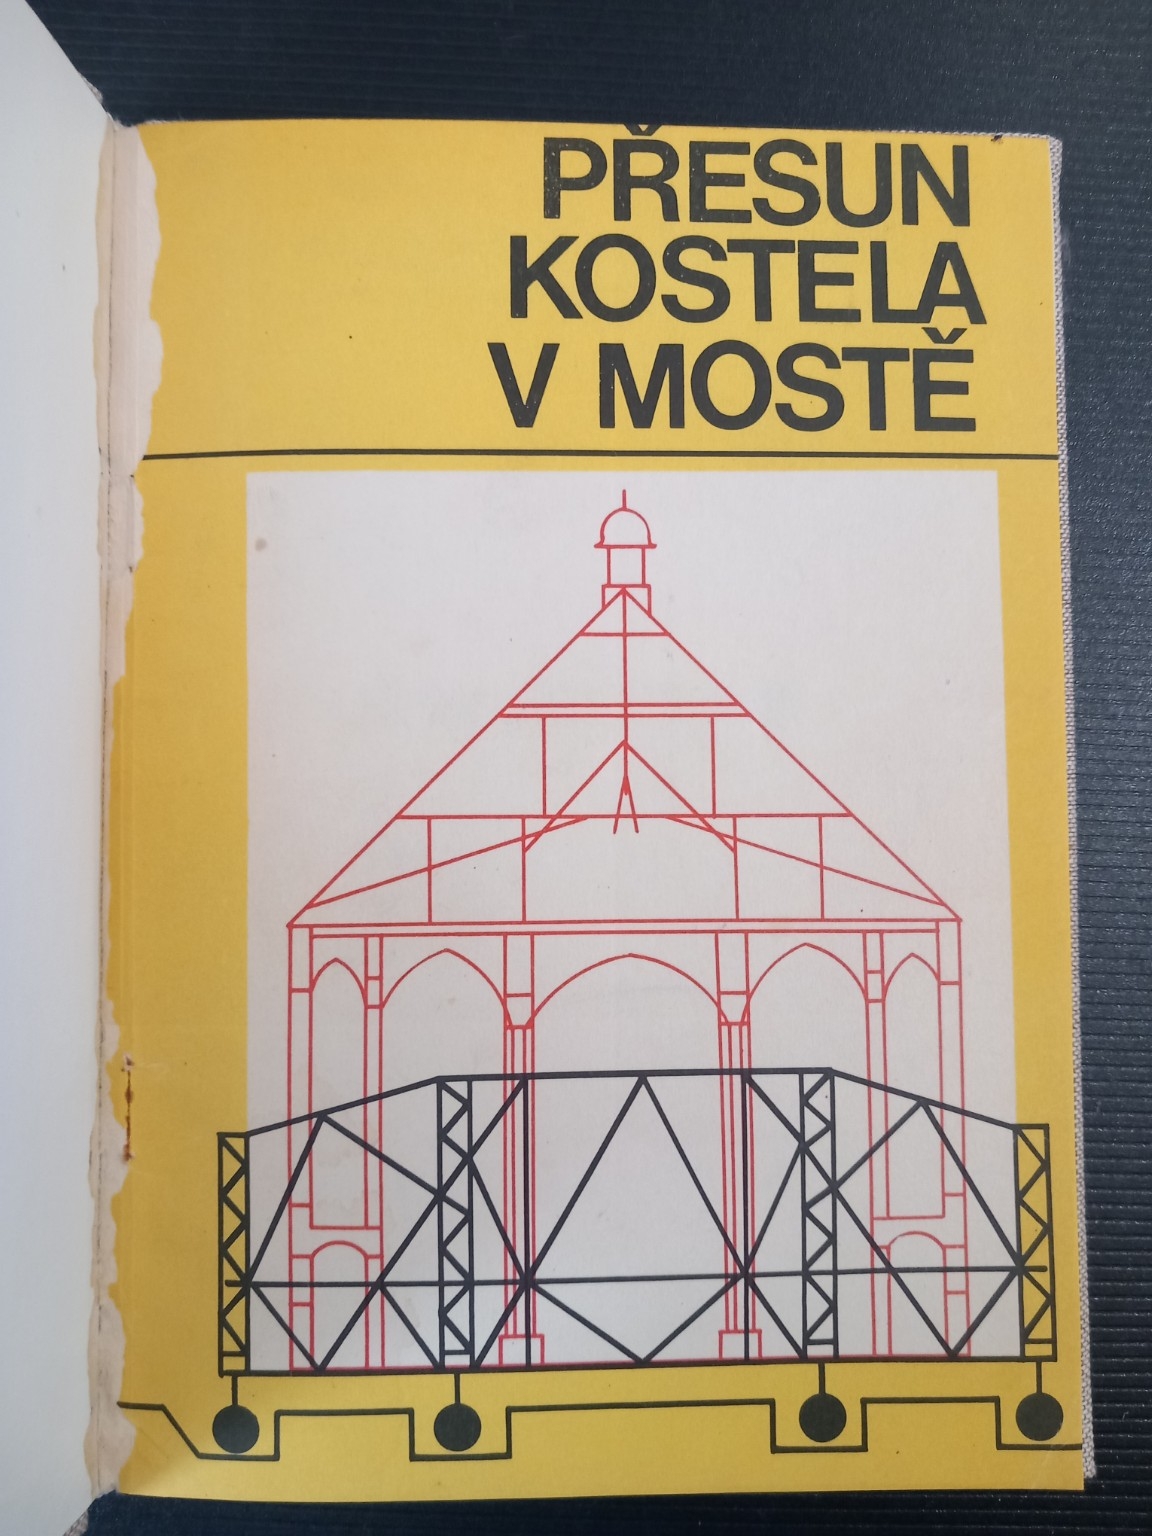 PŘESUN
KOSTELA
V MOSTĚ